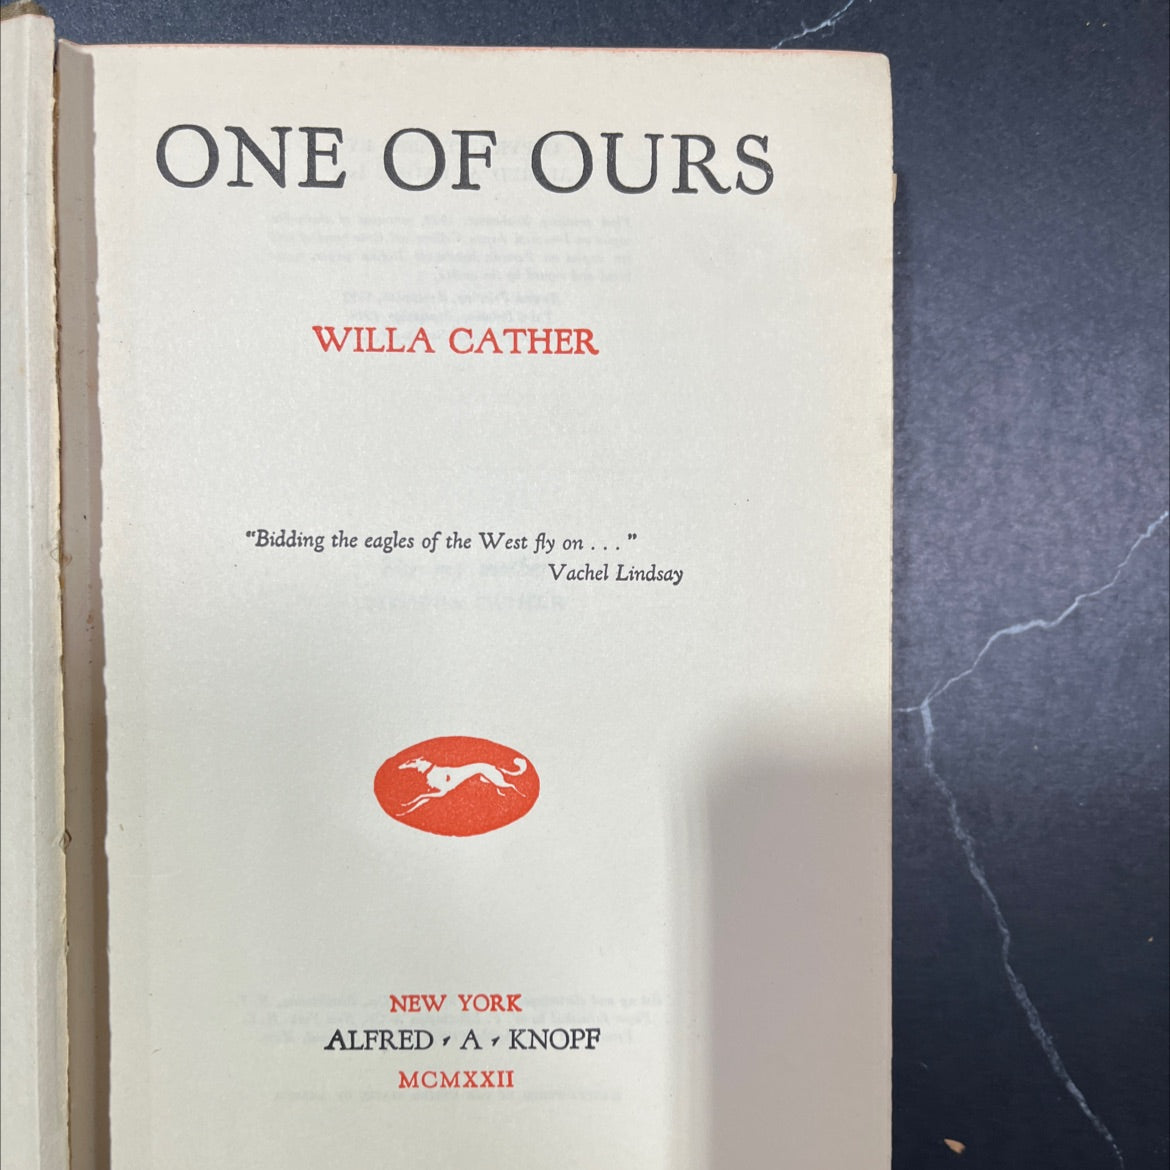 ONE OF OURS
WILLA CATHER
"Bidding the eagles of the West fly on . . . "
Vachel Lindsay
NEW YORK
ALFRED · A · KNOPF
MCMXXII